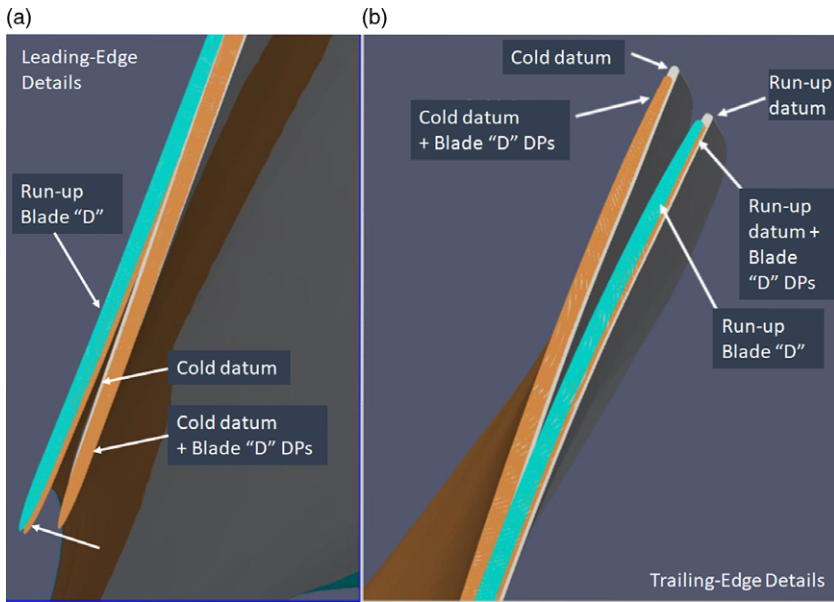 (a)
Leading-Edge
Details
Run-up
Blade “D”
Cold datum
Cold datum
+ Blade “D” DPs
(b)
Cold datum
Cold datum
+ Blade “D” DPs
Run-up
datum
Run-up
datum +
Blade
“D” DPs
Run-up
Blade “D”
Trailing-Edge Details